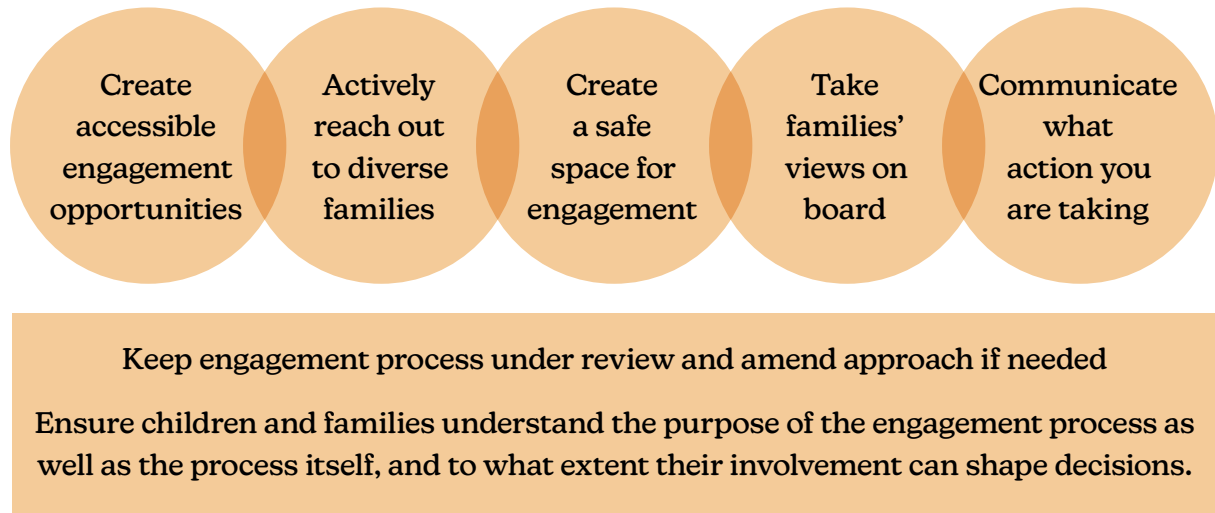 Create
accessible
engagement
opportunities
Actively
reach out
to diverse
families
Create
a safe
space for
engagement
Take
families’
views on
board
Communicate
what
action you
are taking
Keep engagement process under review and amend approach if needed
Ensure children and families understand the purpose of the engagement process as
well as the process itself, and to what extent their involvement can shape decisions.